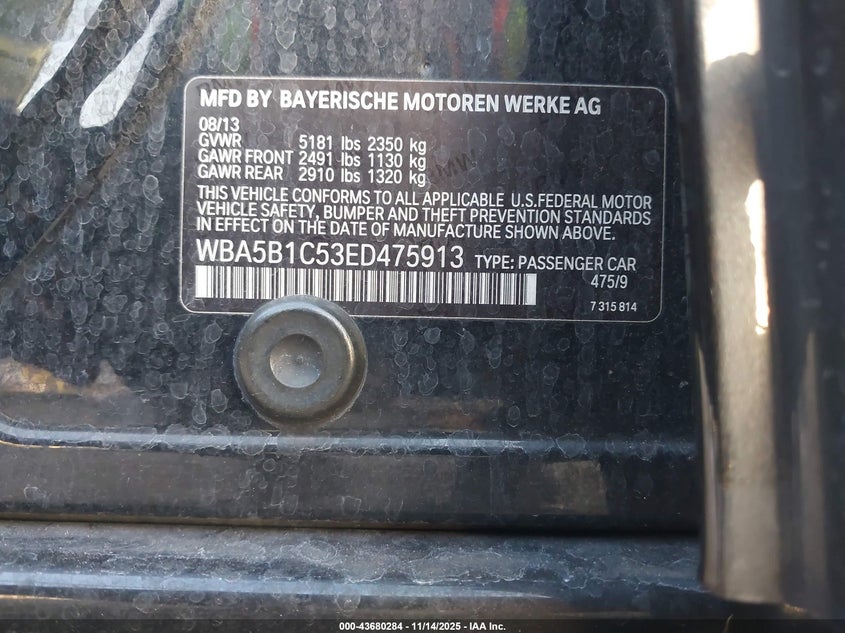 MFD BY BAYERISCHE MOTOREN WERKE AG
08/13
GVWR 5181 lbs 2350 kg
GAWR FRONT 2491 lbs 1130 kg
GAWR REAR 2910 lbs 1320 kg
THIS VEHICLE CONFORMS TO ALL APPLICABLE U.S.FEDERAL MOTOR
VEHICLE SAFETY, BUMPER AND THEFT PREVENTION STANDARDS
IN EFFECT ON THE DATE OF MANUFACTURE SHOWN ABOVE.
WBA5B1C53ED475913 TYPE: PASSENGER CAR
475/9
7 315 814
000-43680284 - 11/14/2025 - IAA Inc.